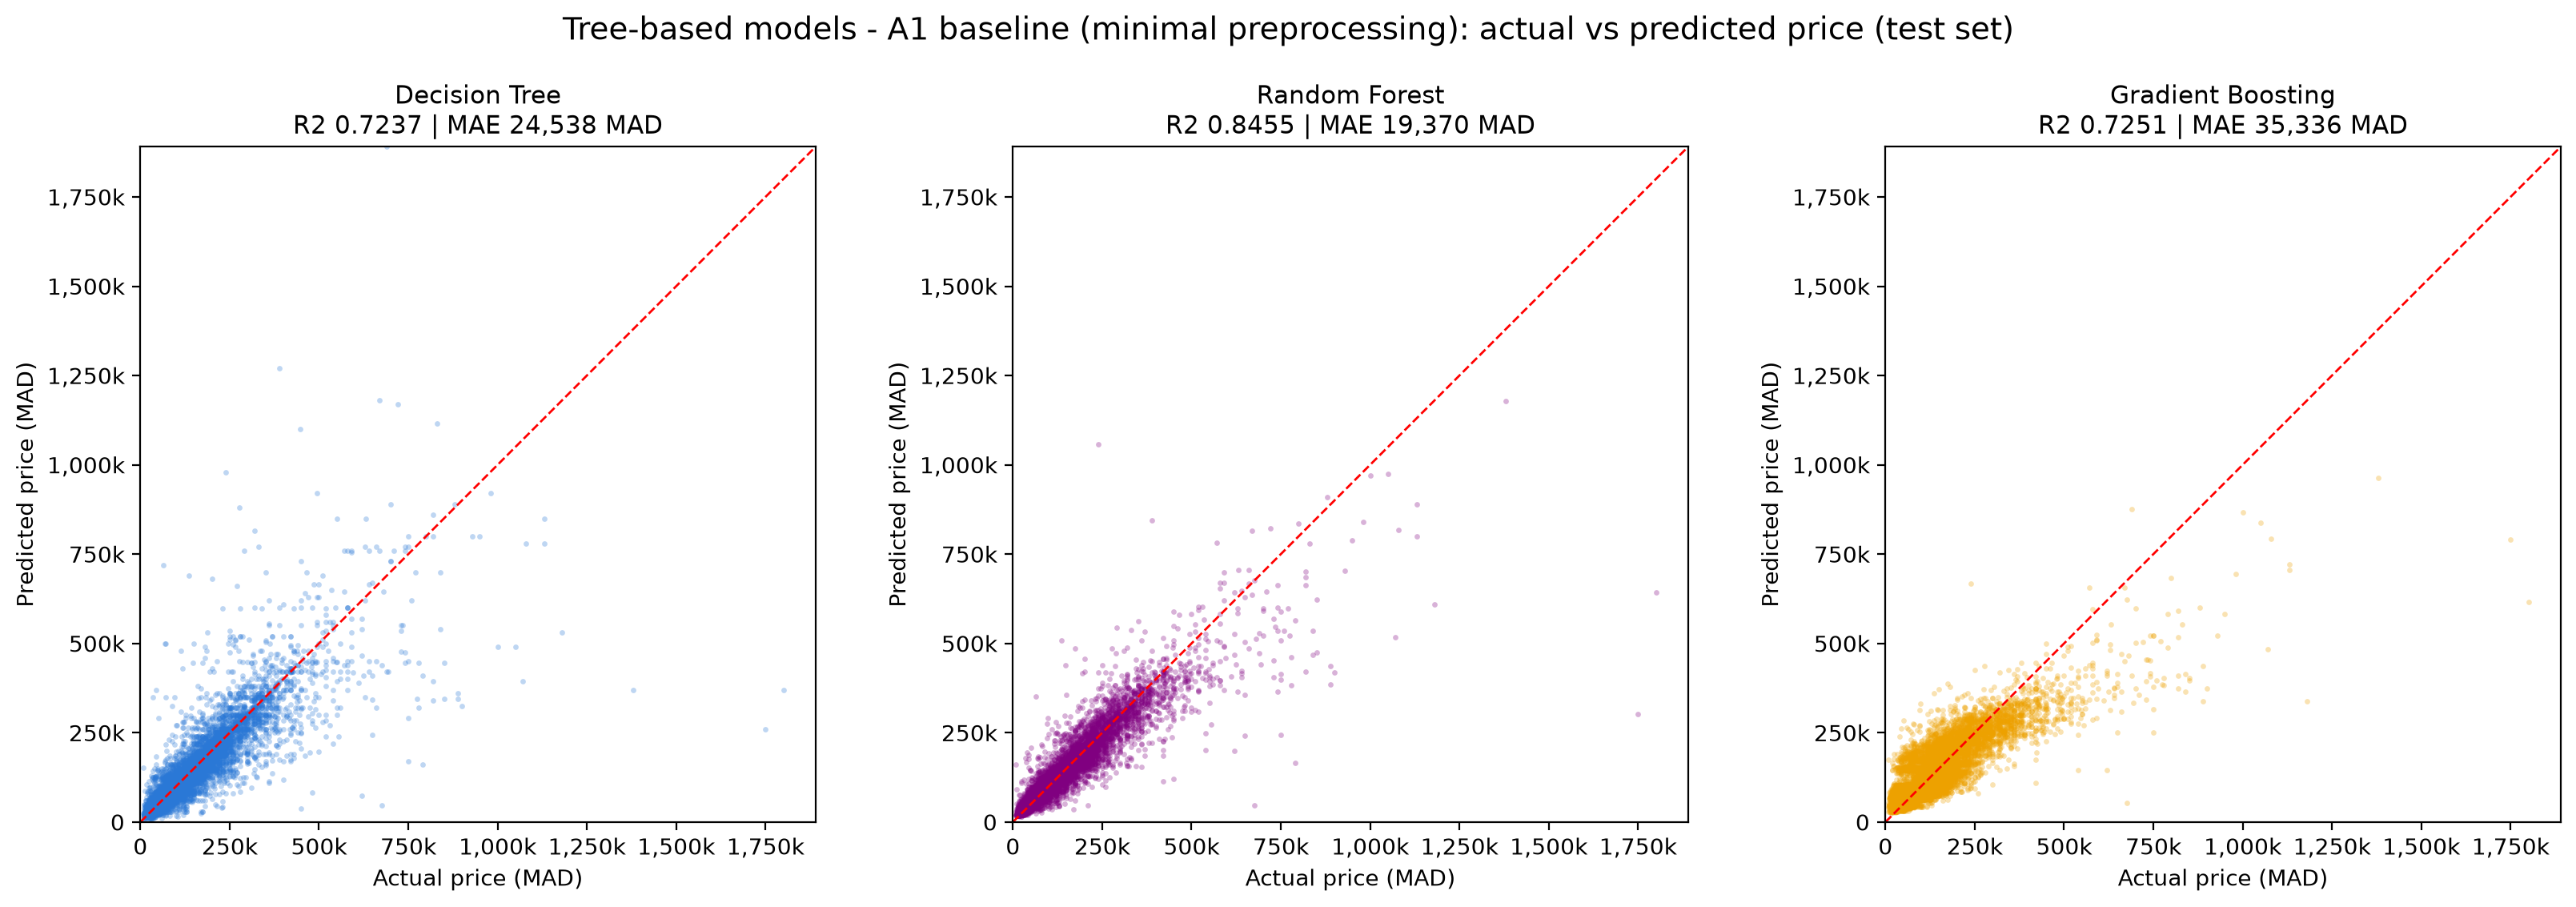 Tree-based models - A1 baseline (minimal preprocessing): actual vs predicted price (test set)
Decision Tree
R2 0.7237 | MAE 24,538 MAD
Predicted price (MAD)
1,750k
1,500k
1,250k
1,000k
750k
500k
250k
0
0 250k 500k 750k 1,000k 1,250k 1,500k 1,750k
Actual price (MAD)
Random Forest
R2 0.8455 | MAE 19,370 MAD
Predicted price (MAD)
1,750k
1,500k
1,250k
1,000k
750k
500k
250k
0
0 250k 500k 750k 1,000k 1,250k 1,500k 1,750k
Actual price (MAD)
Gradient Boosting
R2 0.7251 | MAE 35,336 MAD
Predicted price (MAD)
1,750k
1,500k
1,250k
1,000k
750k
500k
250k
0
0 250k 500k 750k 1,000k 1,250k 1,500k 1,750k
Actual price (MAD)